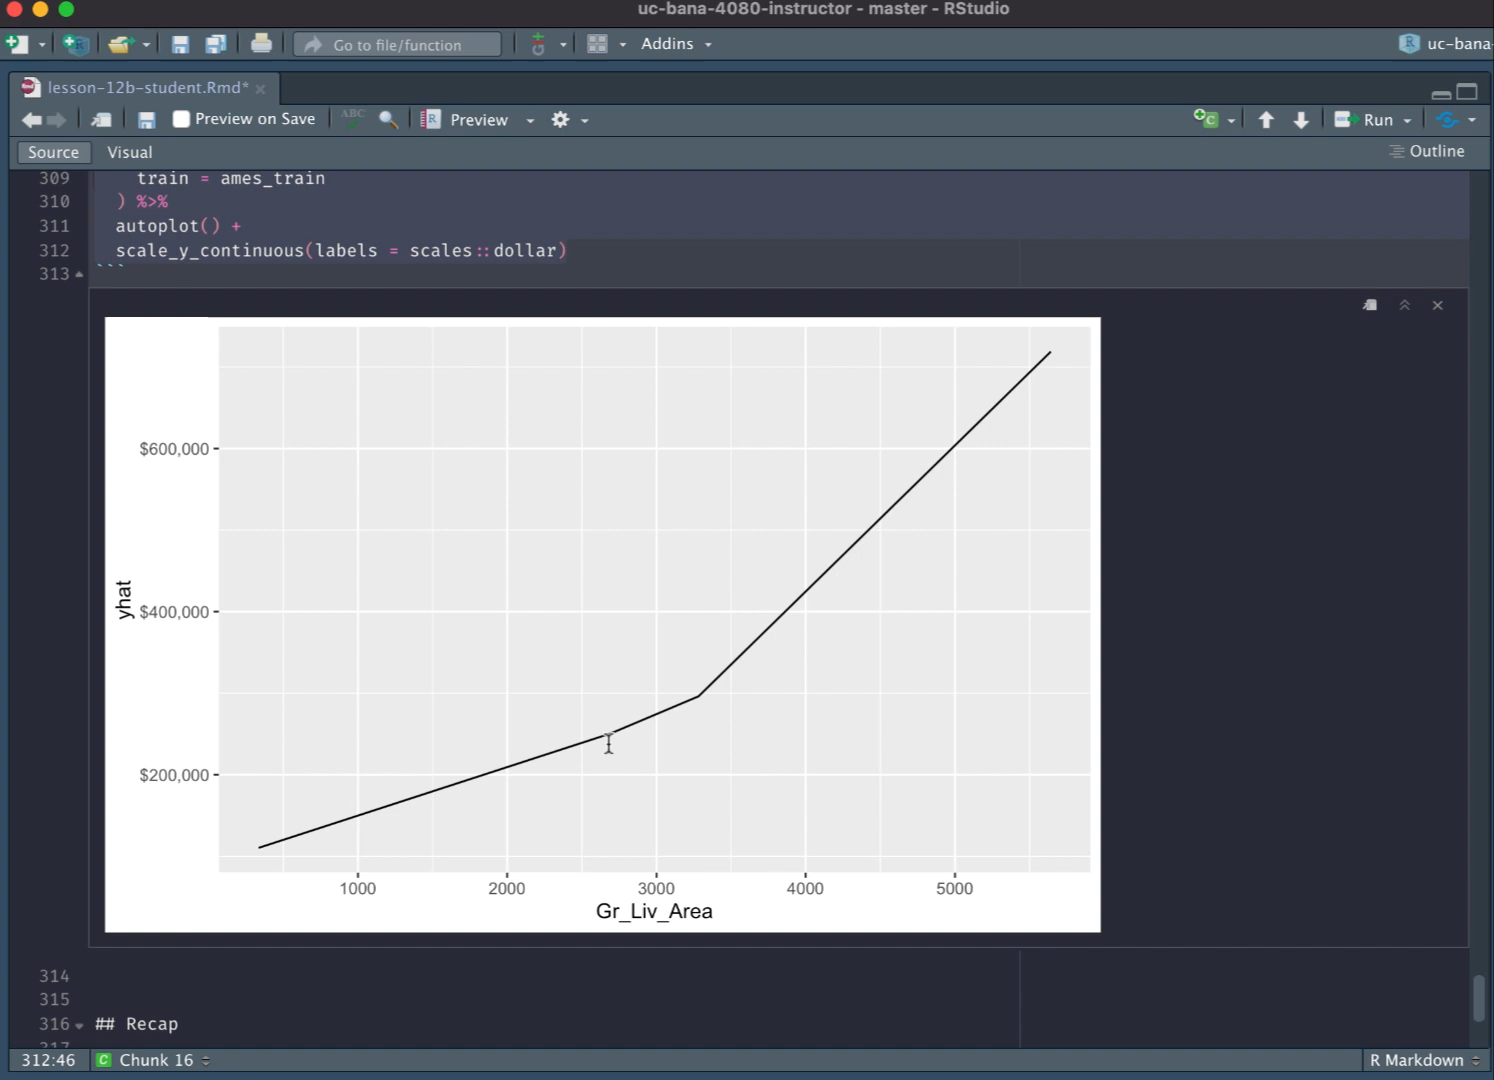 uc-bana-4080-instructor - master - RStudio
Go to file/function
Addins
uc-bana-
lesson-12b-student.Rmd*
Preview on Save
ABC
Preview
Run
Source
Visual
Outline
309 train = ames_train
310 ) %>%
311 autoplot() +
312 scale_y_continuous(labels = scales::dollar)
313 ```
$600,000
$400,000
$200,000
yhat
1000 2000 3000 4000 5000
Gr_Liv_Area
314
315
316 ## Recap
317
312:46 C Chunk 16 R Markdown